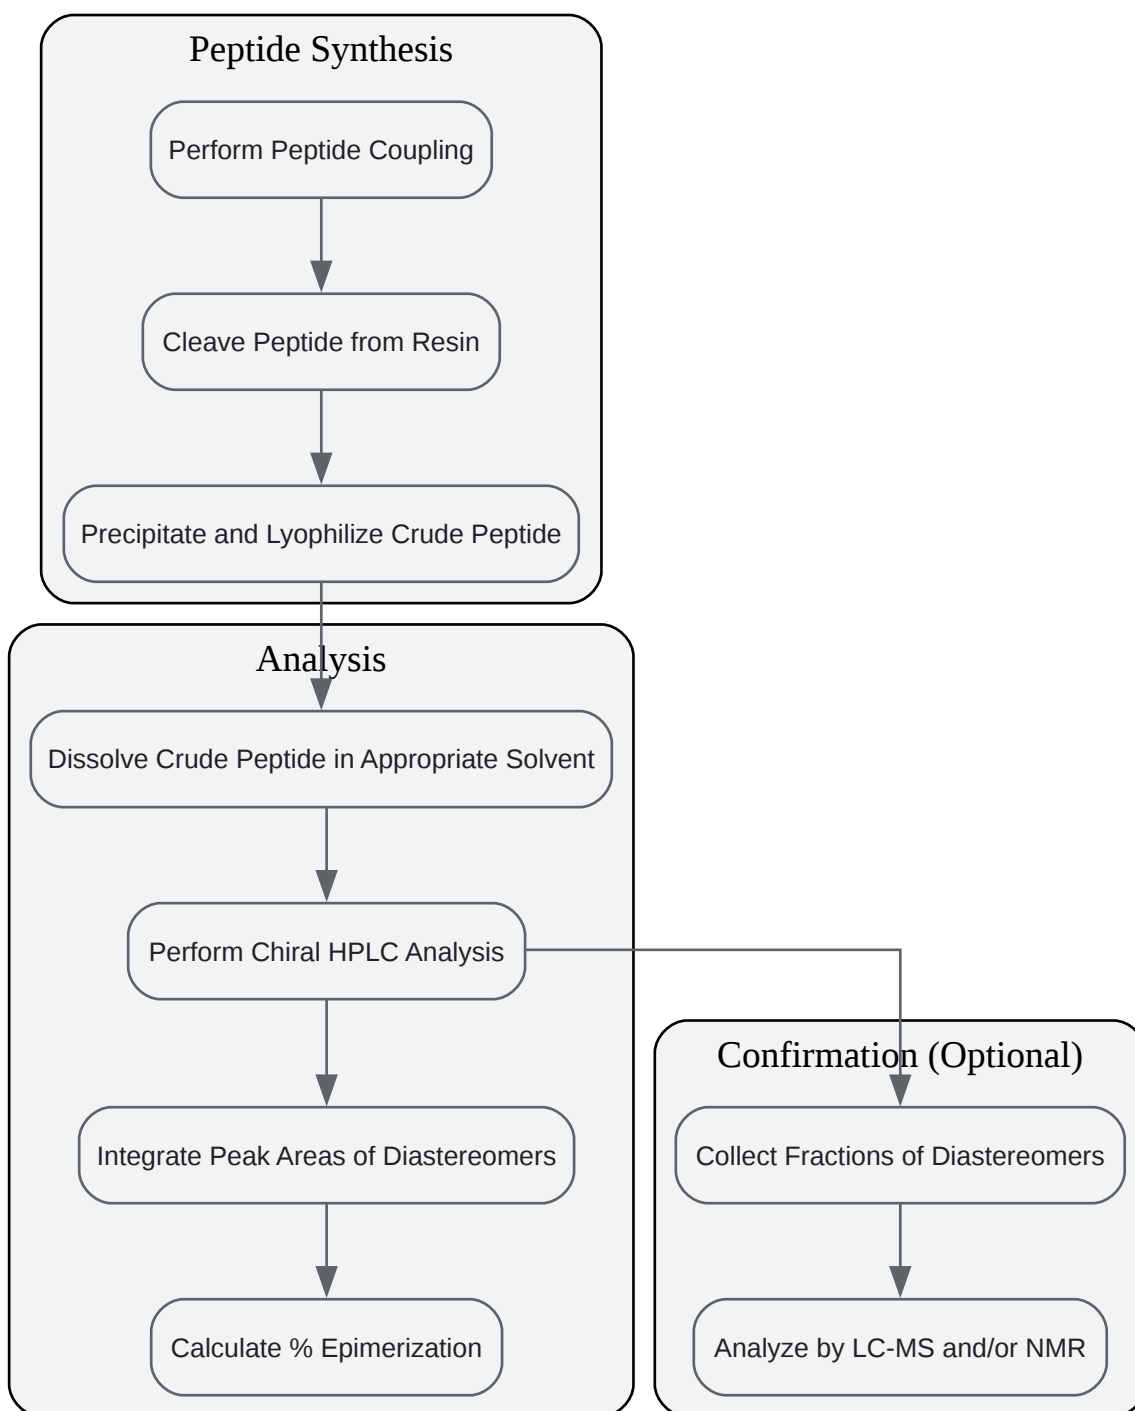 Peptide Synthesis
Perform Peptide Coupling
Cleave Peptide from Resin
Precipitate and Lyophilize Crude Peptide
Analysis
Dissolve Crude Peptide in Appropriate Solvent
Perform Chiral HPLC Analysis
Integrate Peak Areas of Diastereomers
Calculate % Epimerization
Confirmation (Optional)
Collect Fractions of Diastereomers
Analyze by LC-MS and/or NMR